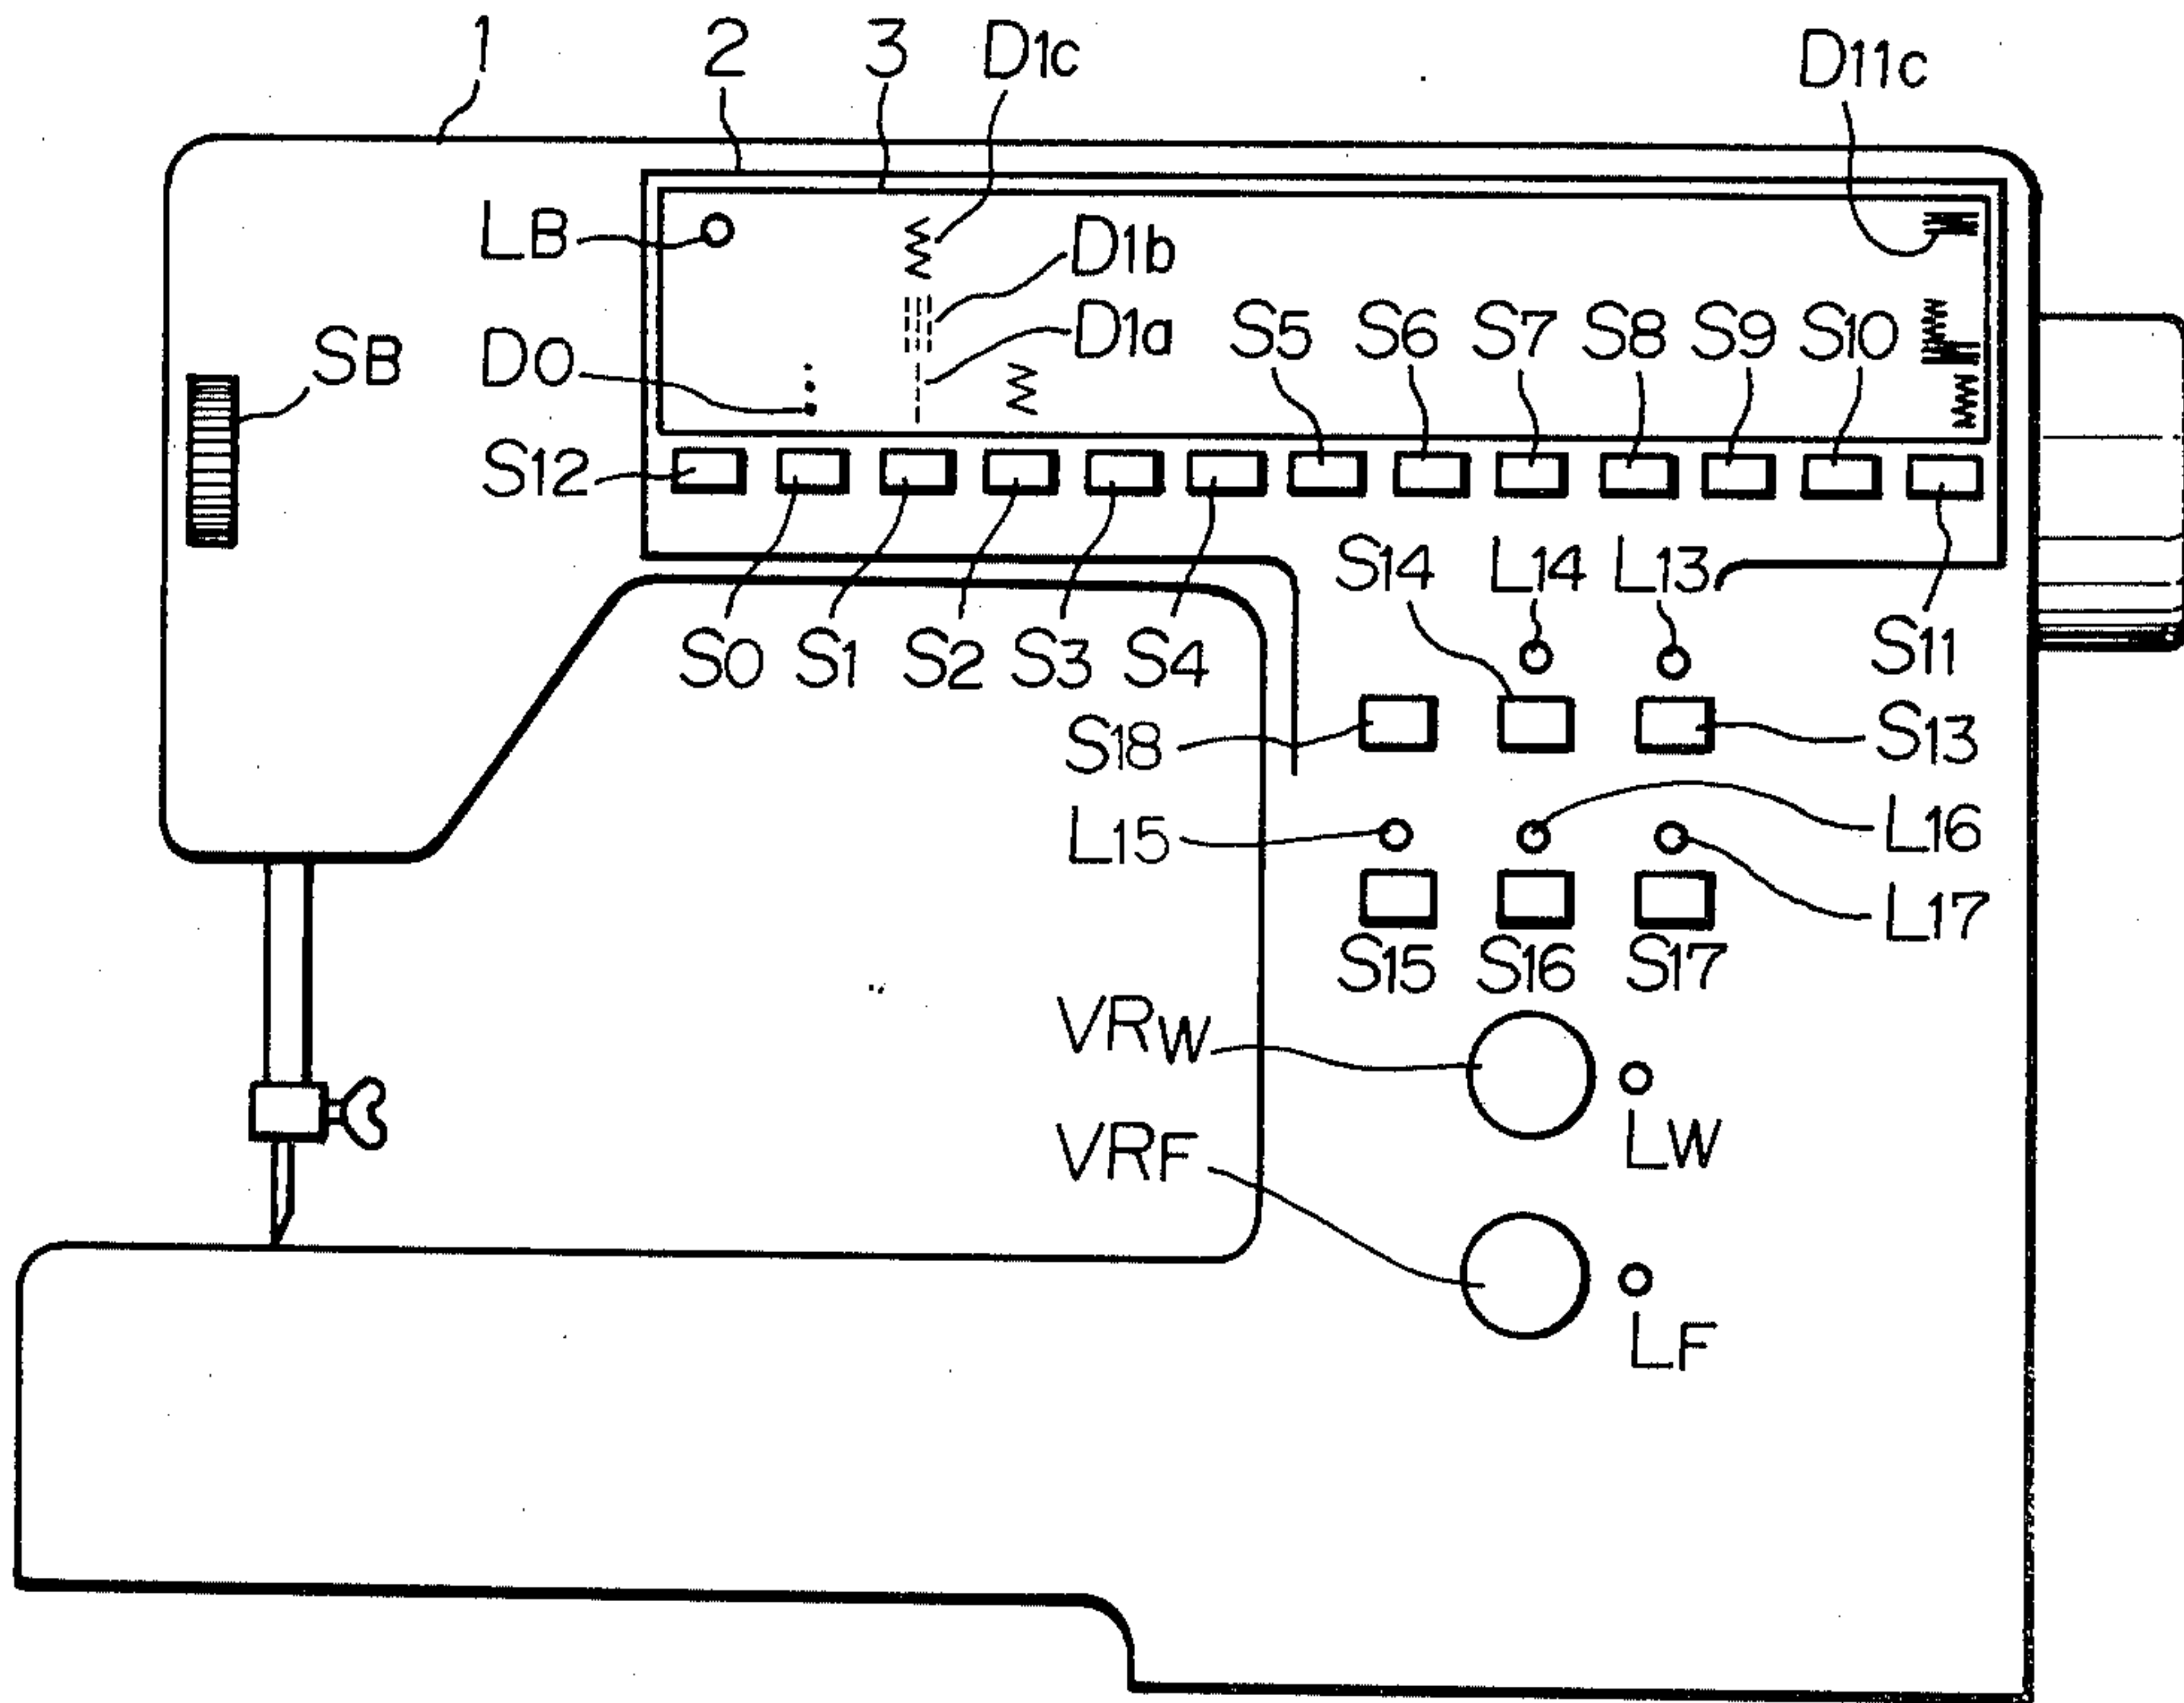 1 2 3 D1c D11c
LB D1b
D1a S5 S6 S7 S8 S9 S10
SB D0
S12
S14 L14 L13
S0 S1 S2 S3 S4 S11
S18 S13
L15 L16
L17
S15 S16 S17
VRW
LW
VRF
LF